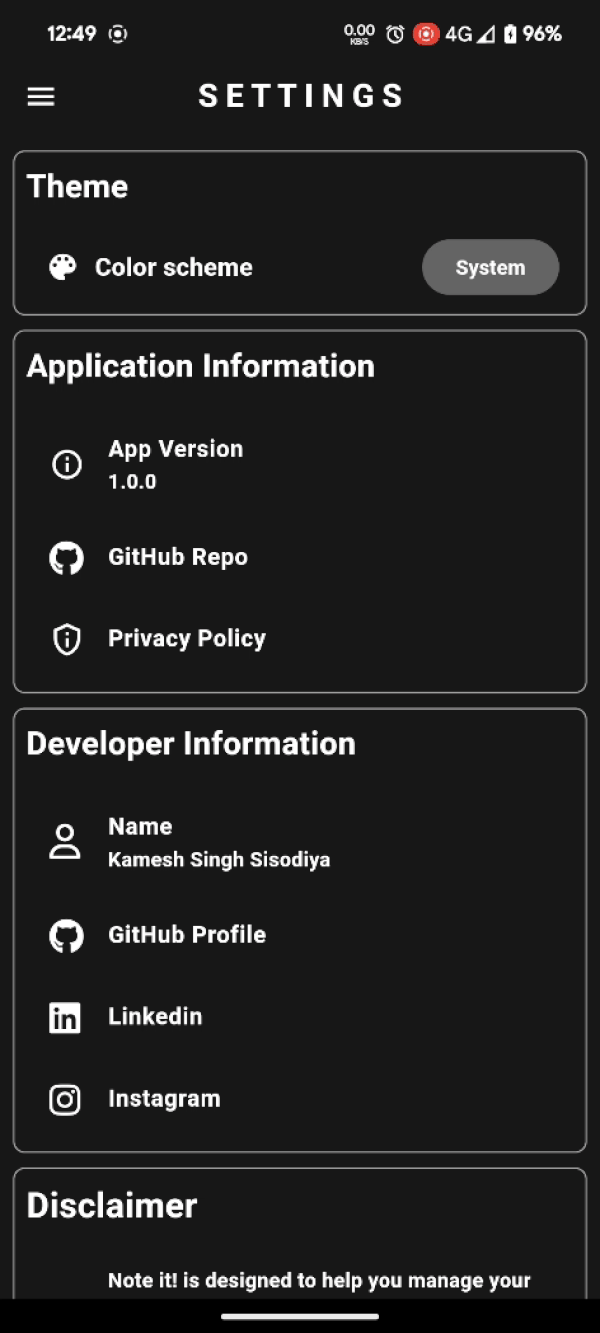 12:49 0.00 KB/S 4G 96%
SETTINGS
Theme
Color scheme System
Application Information
App Version
1.0.0
GitHub Repo
Privacy Policy
Developer Information
Name
Kamesh Singh Sisodiya
GitHub Profile
Linkedin
Instagram
Disclaimer
Note it! is designed to help you manage your